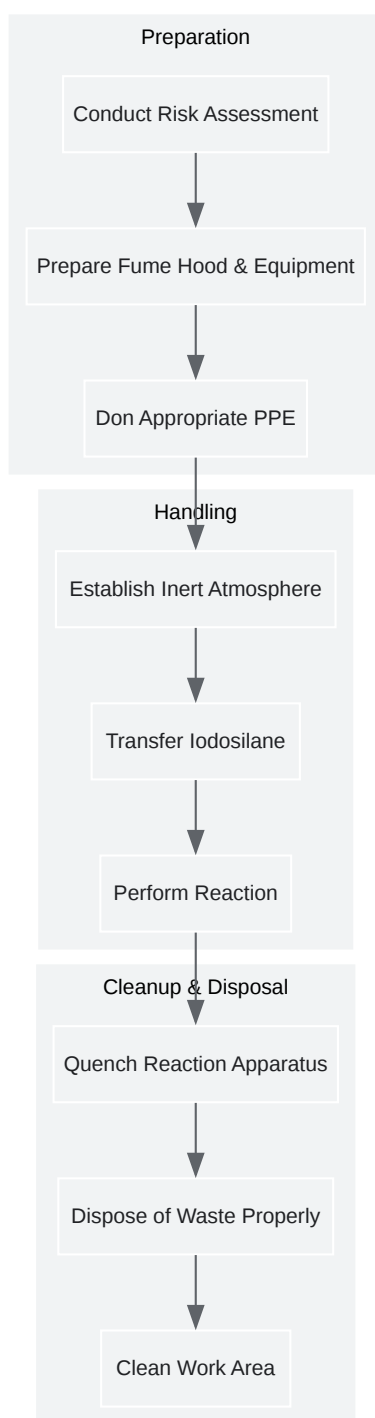 Preparation
Conduct Risk Assessment
Prepare Fume Hood & Equipment
Don Appropriate PPE
Handling
Establish Inert Atmosphere
Transfer Iodosilane
Perform Reaction
Cleanup & Disposal
Quench Reaction Apparatus
Dispose of Waste Properly
Clean Work Area